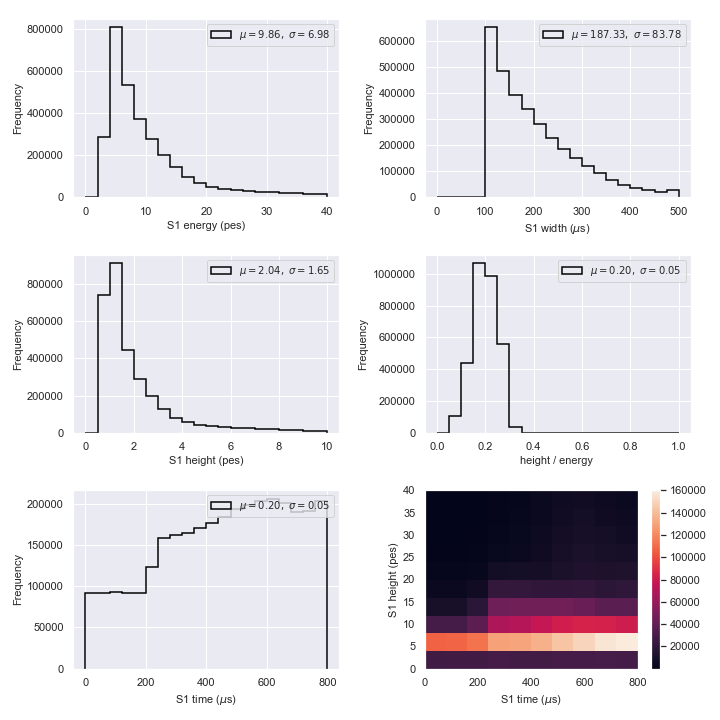 800000
600000
400000
200000
0
Frequency
μ = 9.86, σ = 6.98
0 10 20 30 40
S1 energy (pes)
600000
500000
400000
300000
200000
100000
0
Frequency
μ = 187.33, σ = 83.78
0 100 200 300 400 500
S1 width (μs)
800000
600000
400000
200000
0
Frequency
μ = 2.04, σ = 1.65
0 2 4 6 8 10
S1 height (pes)
1000000
800000
600000
400000
200000
0
Frequency
μ = 0.20, σ = 0.05
0.0 0.2 0.4 0.6 0.8 1.0
height / energy
200000
150000
100000
50000
0
Frequency
μ = 0.20, σ = 0.05
0 200 400 600 800
S1 time (μs)
40
35
30
25
20
15
10
5
0
S1 height (pes)
0 200 400 600 800
S1 time (μs)
160000
140000
120000
100000
80000
60000
40000
20000